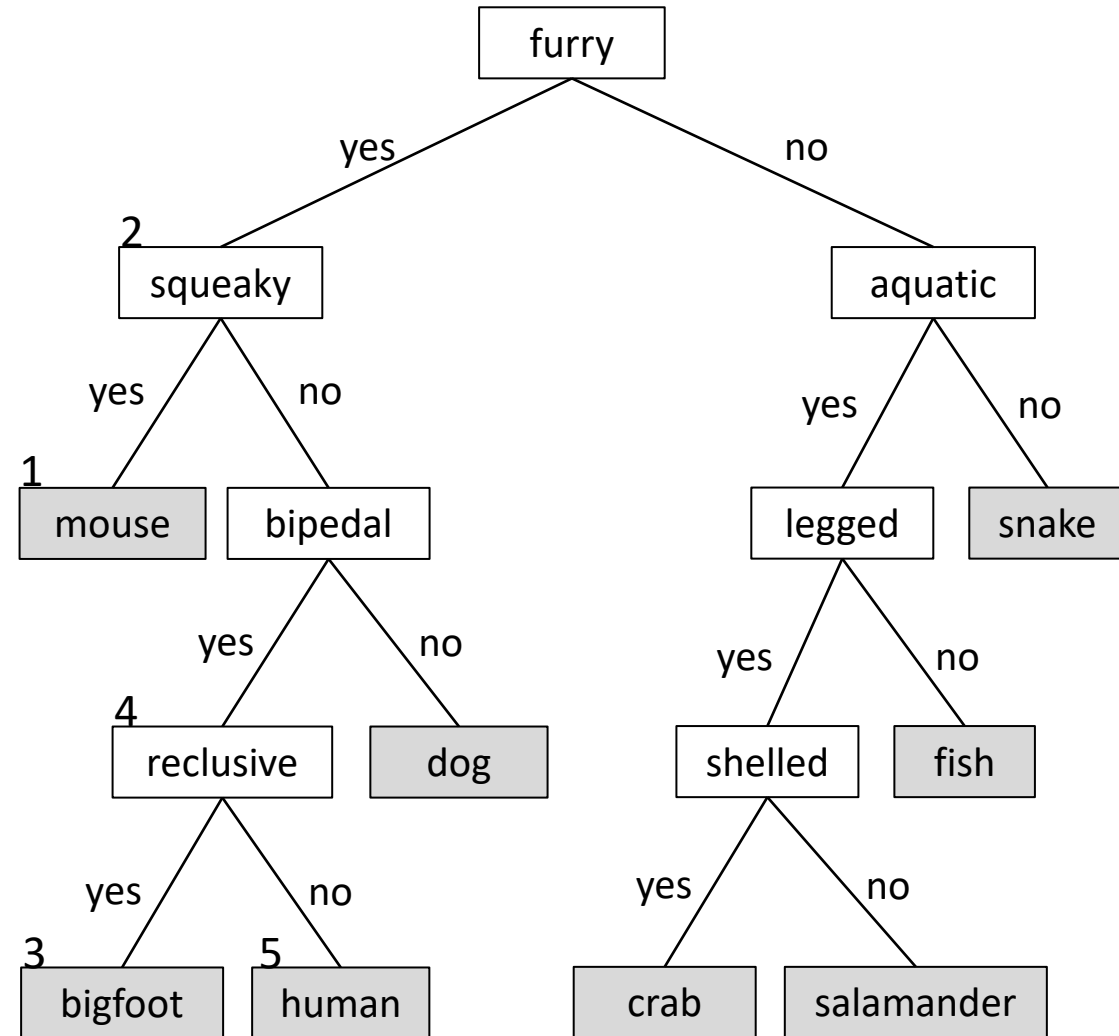 furry
yes
no
2
squeaky
aquatic
yes
no
yes
no
1
mouse
bipedal
legged
snake
yes
no
yes
no
4
reclusive
dog
shelled
fish
yes
no
yes
no
3
5
bigfoot
human
crab
salamander